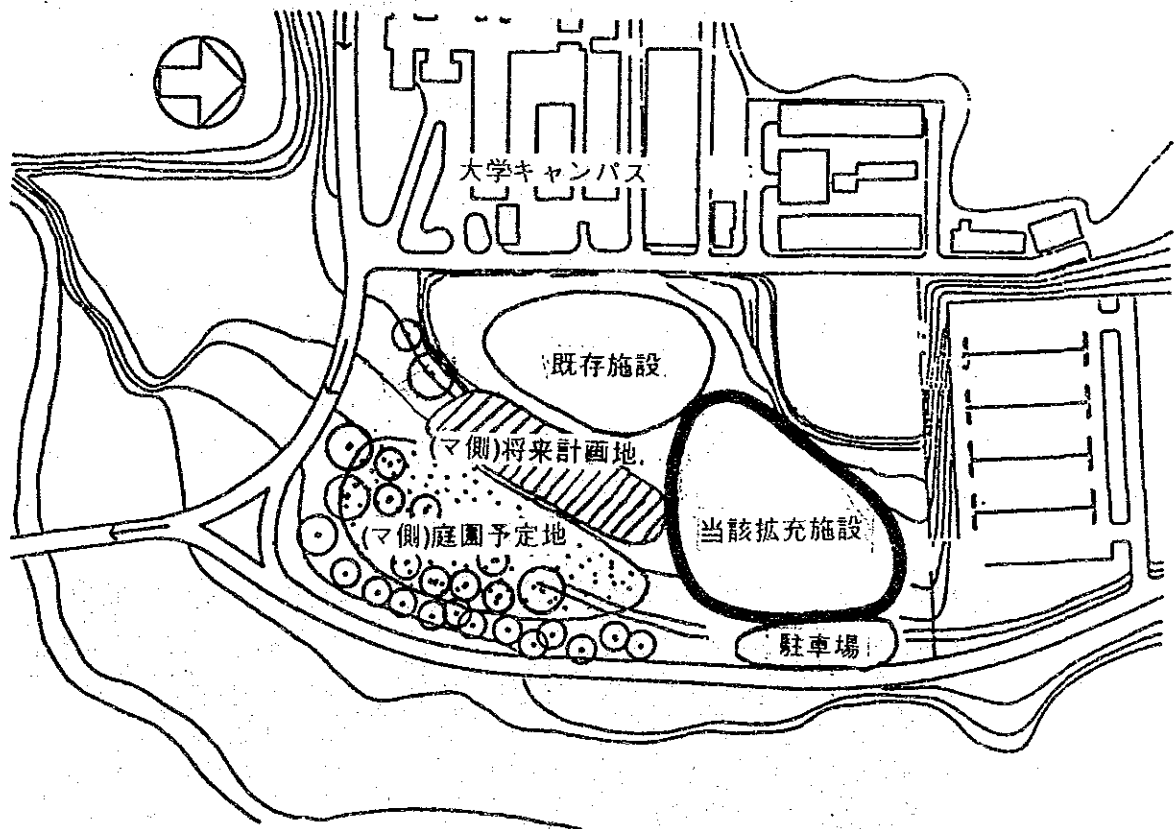 大学キャンパス
既存施設
(マ側)将来計画地
(マ側)庭園予定地
当該拡充施設
駐車場